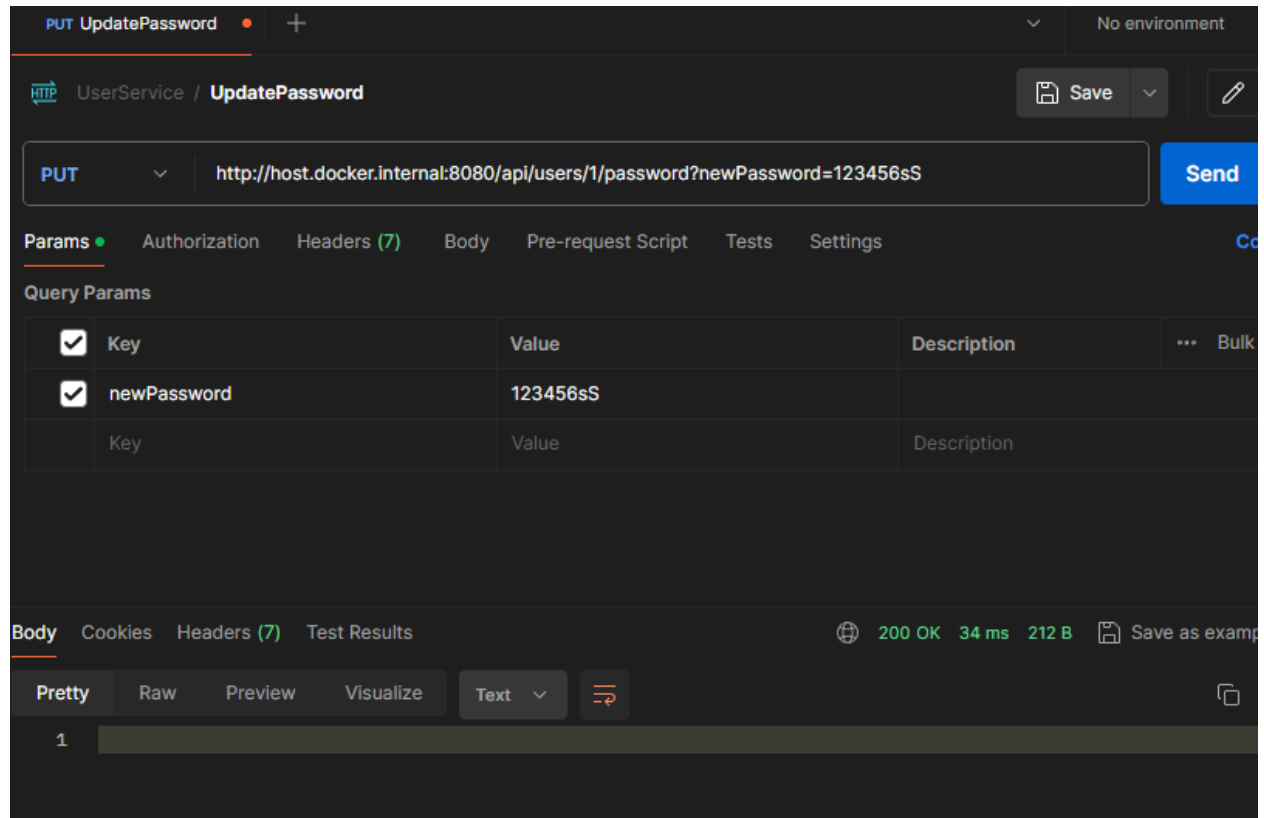 PUT UpdatePassword No environment
HTTP UserService / UpdatePassword Save
PUT http://host.docker.internal:8080/api/users/1/password?newPassword=123456sS Send
Params Authorization Headers (7) Body Pre-request Script Tests Settings Co
Query Params
Key Value Description ••• Bulk
newPassword 123456sS
Key Value Description
Body Cookies Headers (7) Test Results 200 OK 34 ms 212 B Save as examp
Pretty Raw Preview Visualize Text
1